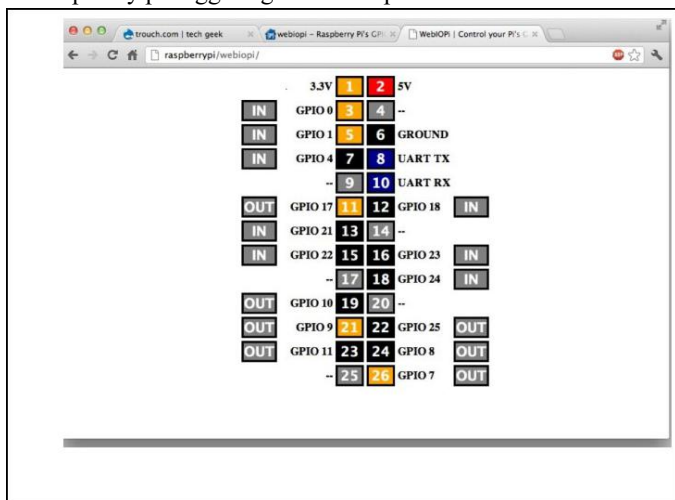 trouch.com | tech geek webiopi – Raspberry Pi's GPI WebIOPi | Control your Pi's G
raspberrypi/webiopi/
3.3V 1 2 5V
IN GPIO 0 3 4 --
IN GPIO 1 5 6 GROUND
IN GPIO 4 7 8 UART TX
-- 9 10 UART RX
OUT GPIO 17 11 12 GPIO 18 IN
IN GPIO 21 13 14 --
IN GPIO 22 15 16 GPIO 23 IN
-- 17 18 GPIO 24 IN
OUT GPIO 10 19 20 --
OUT GPIO 9 21 22 GPIO 25 OUT
OUT GPIO 11 23 24 GPIO 8 OUT
-- 25 26 GPIO 7 OUT